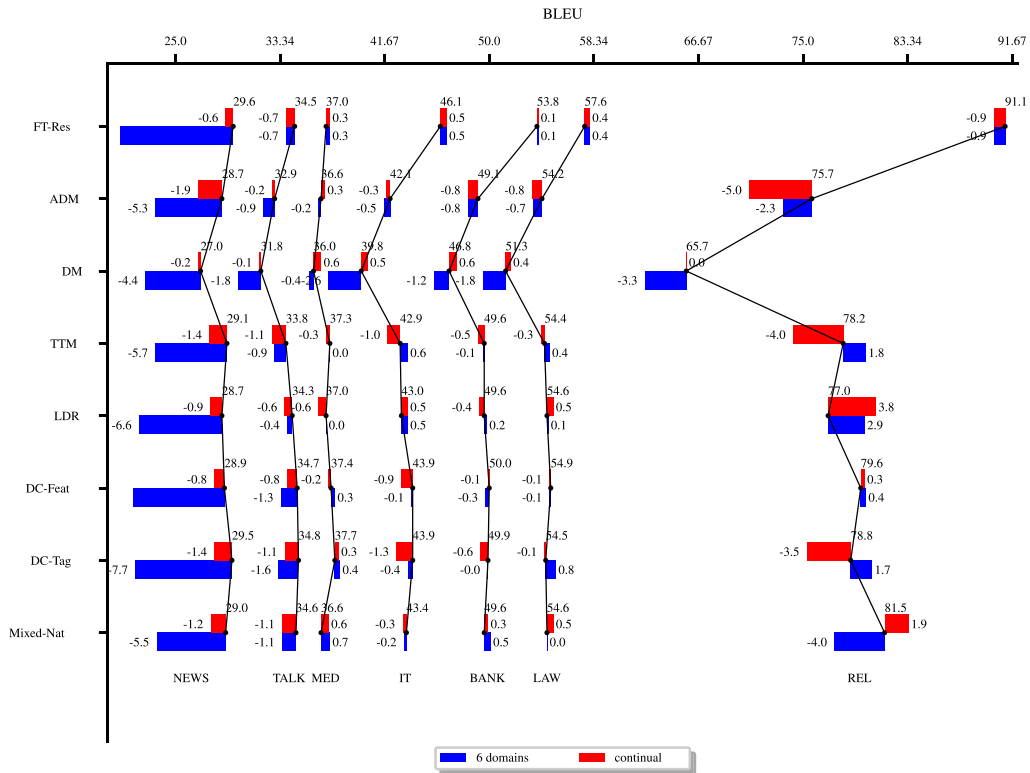 BLEU
25.0 33.34 41.67 50.0 58.34 66.67 75.0 83.34 91.67
29.6 34.5 37.0 46.1 53.8 57.6 91.1
-0.6 -0.7 0.3 0.5 0.1 0.4 -0.9
FT-Res
-0.7 0.3 0.5 0.1 0.4 -0.9
28.7 32.9 36.6 42.1 49.1 54.2 75.7
-1.9 -0.2 0.3 -0.3 -0.8 -0.8 -5.0
ADM
-5.3 -0.9 -0.2 -0.5 -0.8 -0.7 -2.3
27.0 31.8 36.0 39.8 46.8 51.3 65.7
-0.2 -0.1 0.6 0.5 0.6 0.4 0.0
DM
-4.4 -1.8 -0.4 -1.2 -1.8 -3.3
29.1 33.8 37.3 42.9 49.6 54.4 78.2
-1.4 -1.1 -0.3 -1.0 -0.5 -0.3 -4.0
TTM
-5.7 -0.9 0.0 0.6 -0.1 0.4 1.8
28.7 34.3 37.0 43.0 49.6 54.6 77.0
-0.9 -0.6 -0.6 0.5 -0.4 0.5 3.8
LDR
-6.6 -0.4 0.0 0.5 0.2 0.1 2.9
28.9 34.7 37.4 43.9 50.0 54.9 79.6
-0.8 -0.8 -0.2 -0.9 -0.1 -0.1 0.3
DC-Feat
-1.3 0.3 -0.1 -0.3 -0.1 0.4
29.5 34.8 37.7 43.9 49.9 54.5 78.8
-1.4 -1.1 0.3 -1.3 -0.6 -0.1 -3.5
DC-Tag
-7.7 -1.6 0.4 -0.4 -0.0 0.8 1.7
29.0 34.6 36.6 43.4 49.6 54.6 81.5
-1.2 -1.1 0.6 -0.3 0.3 0.5 1.9
Mixed-Nat
-5.5 -1.1 0.7 -0.2 0.5 0.0 -4.0
NEWS TALK MED IT BANK LAW REL
6 domains continual